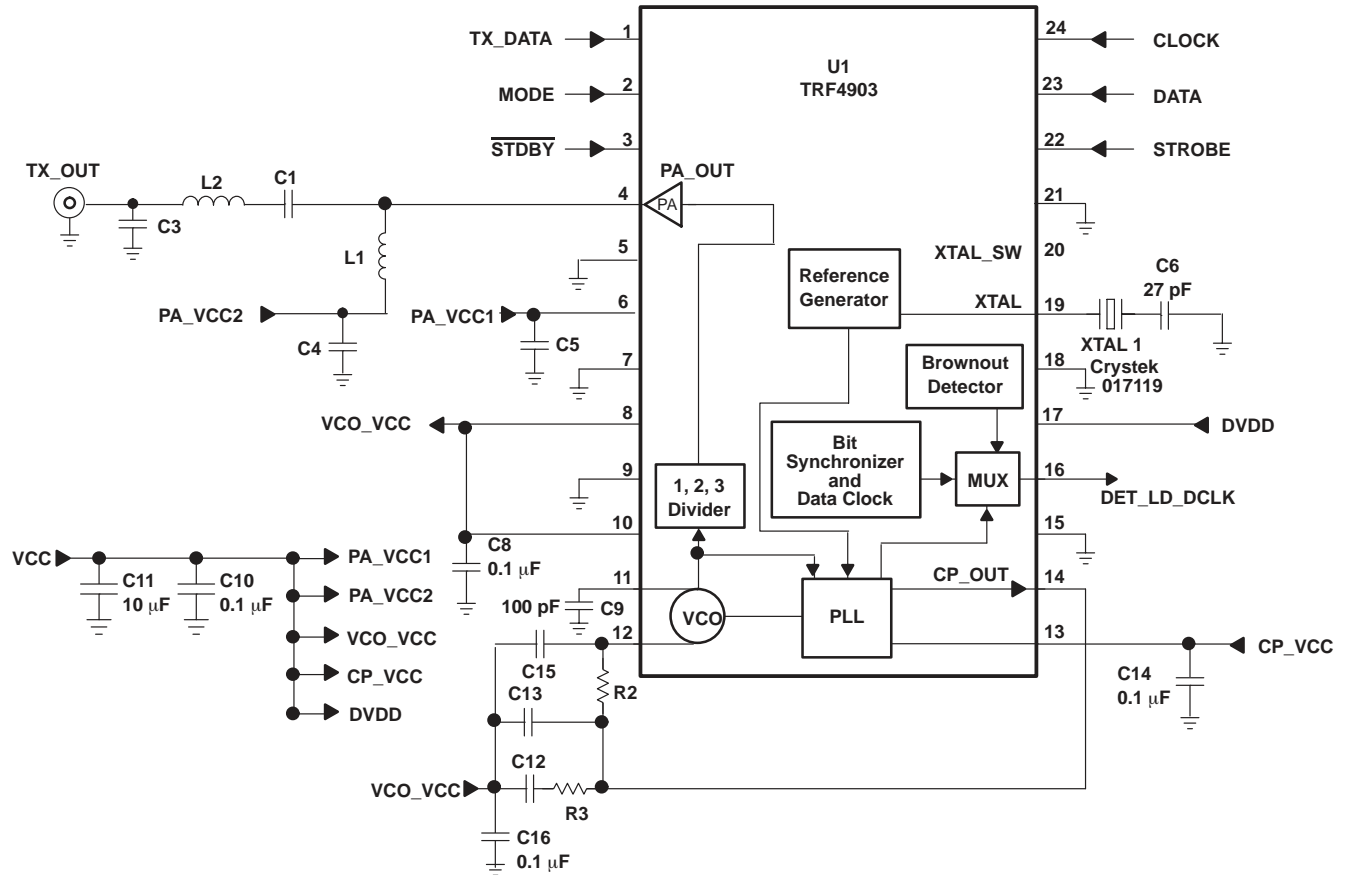 TX_DATA
1
MODE
2
STDBY
3
TX_OUT
L2
C1
C3
L1
4
PA_OUT
PA
5
PA_VCC2
C4
PA_VCC1
6
C5
7
VCO_VCC
8
9
10
C8
0.1 μF
11
C9
100 pF
12
C15
C13
R2
C12
R3
VCO_VCC
C16
0.1 μF
VCC
C11
10 μF
C10
0.1 μF
PA_VCC1
PA_VCC2
VCO_VCC
CP_VCC
DVDD
U1
TRF4903
Reference
Generator
Brownout
Detector
Bit
Synchronizer
and
Data Clock
MUX
1, 2, 3
Divider
VCO
PLL
24
CLOCK
23
DATA
22
STROBE
21
XTAL_SW
20
XTAL
19
C6
27 pF
XTAL 1
Crystek
017119
18
17
DVDD
16
DET_LD_DCLK
15
CP_OUT
14
13
CP_VCC
C14
0.1 μF